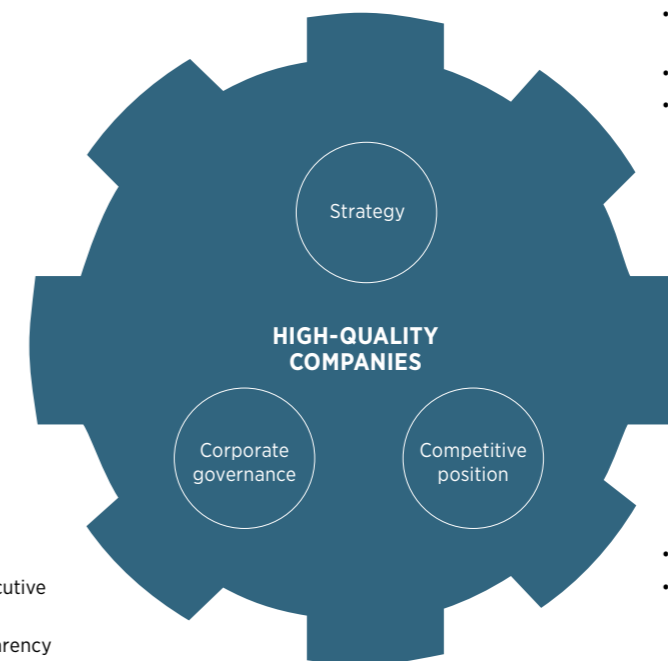 Strategy
HIGH-QUALITY
COMPANIES
Corporate
governance
Competitive
position